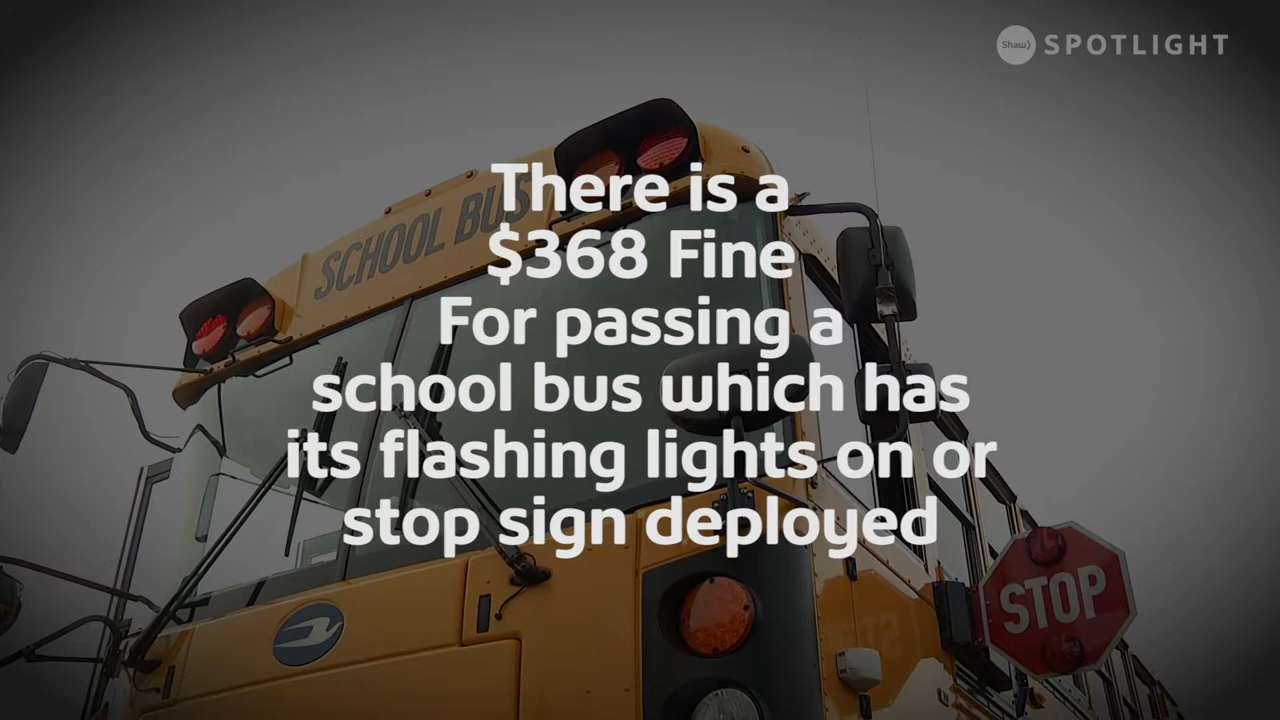 Shaw) SPOTLIGHT
There is a
$368 Fine
For passing a
school bus which has
its flashing lights on or
stop sign deployed
SCHOOL BUS
STOP